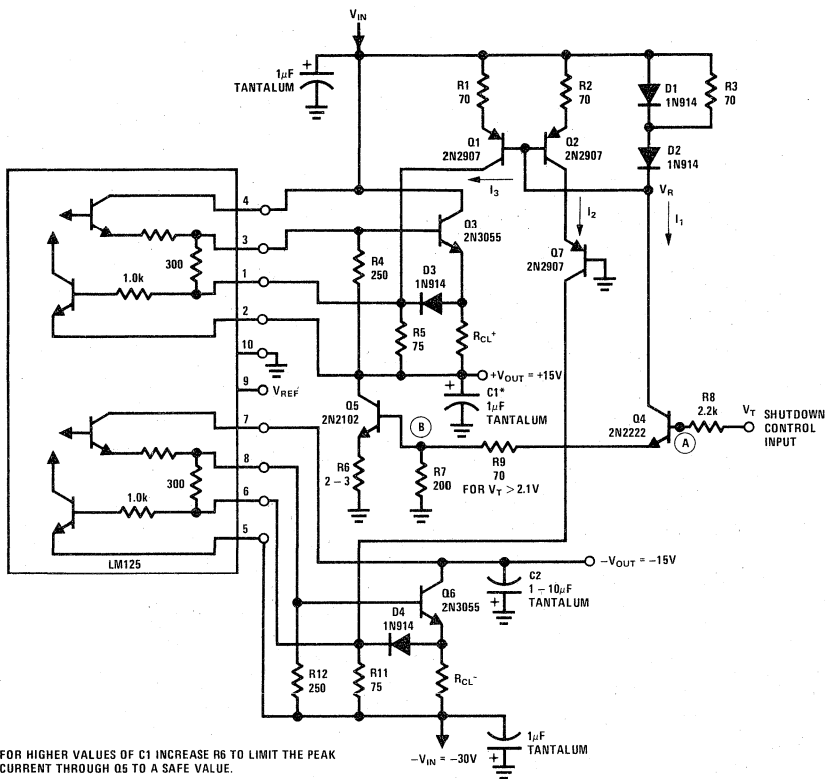 V_IN
1μF
TANTALUM
R1
70
R2
70
D1
1N914
R3
70
D2
1N914
Q1
2N2907
Q2
2N2907
V_R
I3
I2
I1
Q7
2N2907
4
3
1
2
10
9
7
8
6
5
300
1.0k
V_REF
300
1.0k
LM125
Q3
2N3055
R4
250
D3
1N914
R5
75
R_CL+
+V_OUT = +15V
C1*
1μF
TANTALUM
Q5
2N2102
B
R6
2 – 3
R7
200
R9
70
FOR V_T > 2.1V
Q4
2N2222
A
R8
2.2k
V_T
SHUTDOWN
CONTROL
INPUT
–V_OUT = –15V
C2
1 – 10μF
TANTALUM
Q6
2N3055
D4
1N914
R12
250
R11
75
R_CL–
–V_IN = –30V
1μF
TANTALUM
FOR HIGHER VALUES OF C1 INCREASE R6 TO LIMIT THE PEAK
CURRENT THROUGH Q5 TO A SAFE VALUE.